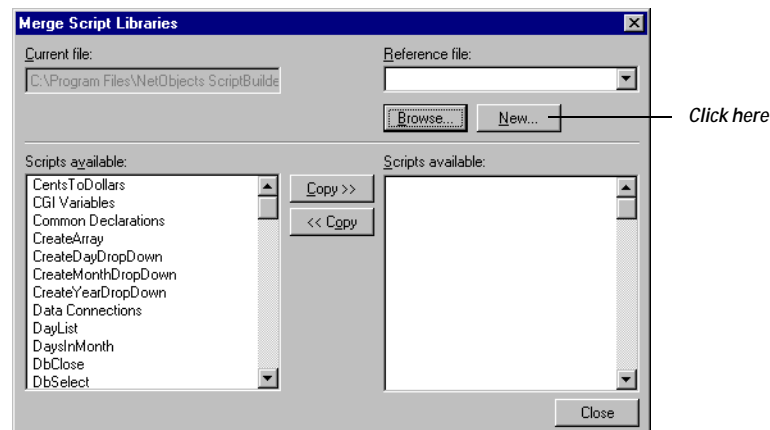 Merge Script Libraries
Current file:
C:\Program Files\NetObjects ScriptBuilde
Reference file:
Browse...
New...
Click here
Scripts available:
CentsToDollars
CGI Variables
Common Declarations
CreateArray
CreateDayDropDown
CreateMonthDropDown
CreateYearDropDown
Data Connections
DayList
DaysInMonth
DbClose
DbSelect
Copy >>
<< Copy
Scripts available:
Close